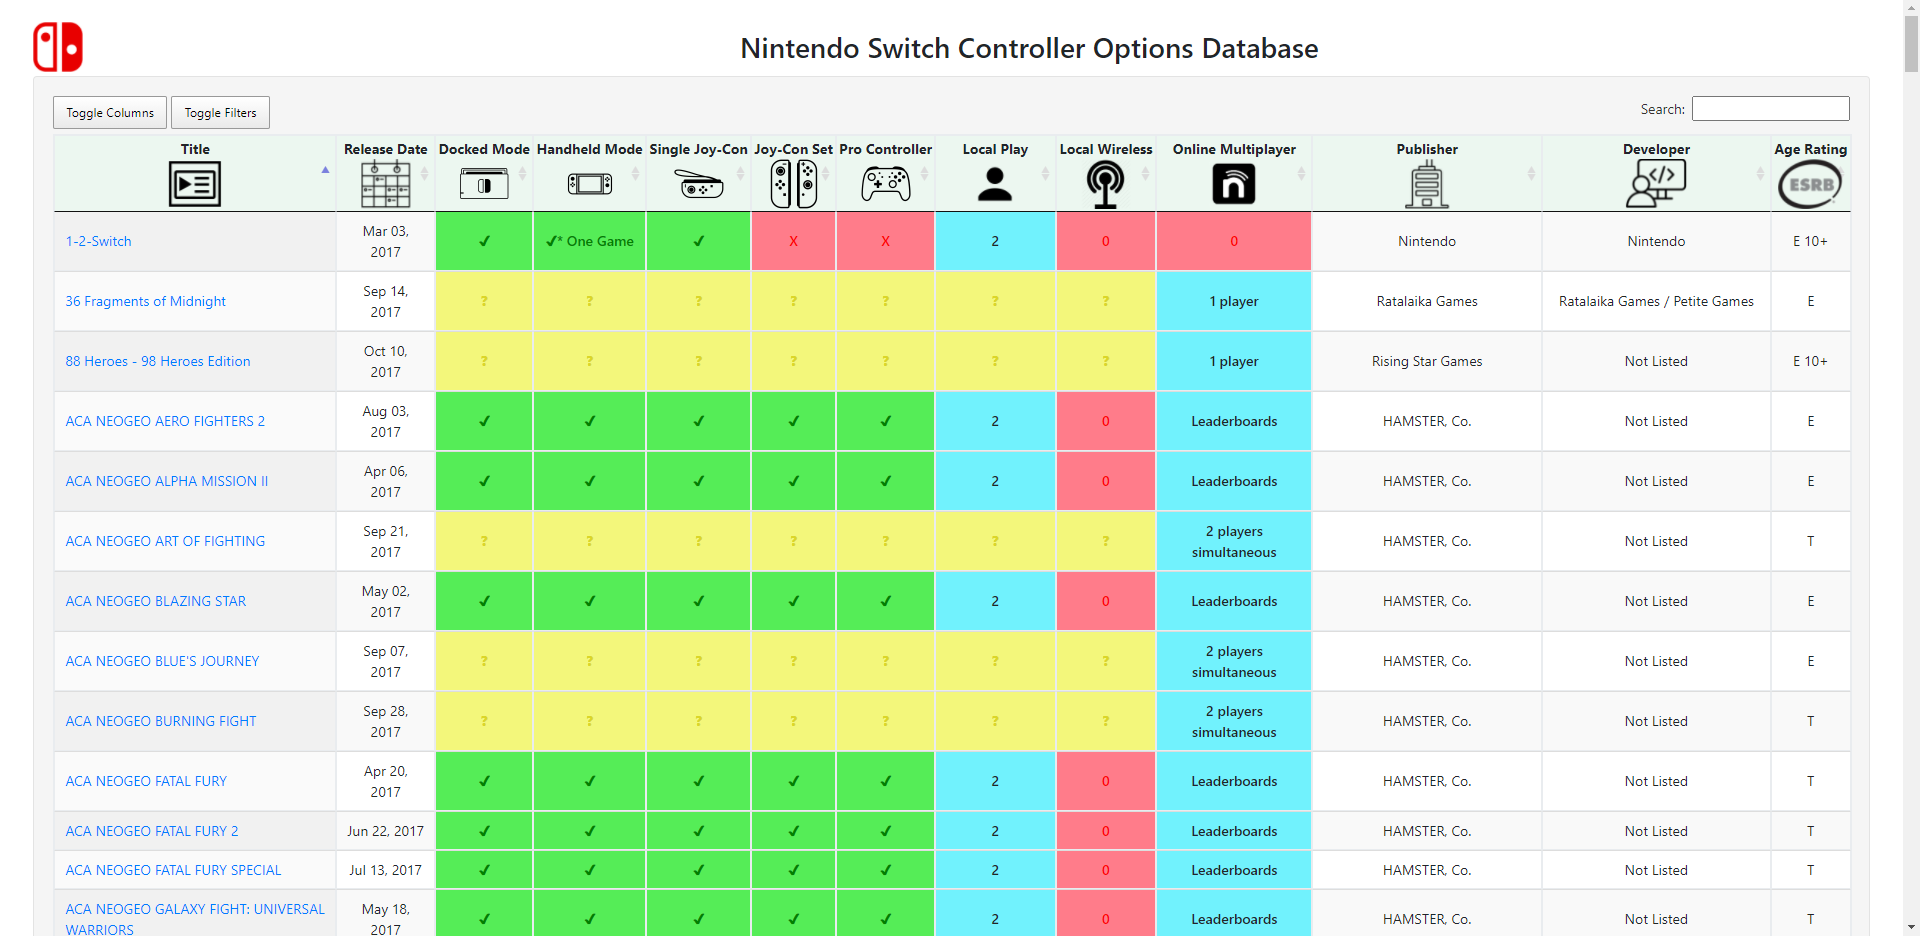 Nintendo Switch Controller Options Database
Toggle Columns Toggle Filters Search:
Title Release Date Docked Mode Handheld Mode Single Joy-Con Joy-Con Set Pro Controller Local Play Local Wireless Online Multiplayer Publisher Developer Age Rating
ESRB
1-2-Switch Mar 03, 2017 ✓ ✓* One Game ✓ X X 2 0 0 Nintendo Nintendo E 10+
36 Fragments of Midnight Sep 14, 2017 ? ? ? ? ? ? ? 1 player Ratalaika Games Ratalaika Games / Petite Games E
88 Heroes - 98 Heroes Edition Oct 10, 2017 ? ? ? ? ? ? ? 1 player Rising Star Games Not Listed E 10+
ACA NEOGEO AERO FIGHTERS 2 Aug 03, 2017 ✓ ✓ ✓ ✓ ✓ 2 0 Leaderboards HAMSTER, Co. Not Listed E
ACA NEOGEO ALPHA MISSION II Apr 06, 2017 ✓ ✓ ✓ ✓ ✓ 2 0 Leaderboards HAMSTER, Co. Not Listed E
ACA NEOGEO ART OF FIGHTING Sep 21, 2017 ? ? ? ? ? ? ? 2 players simultaneous HAMSTER, Co. Not Listed T
ACA NEOGEO BLAZING STAR May 02, 2017 ✓ ✓ ✓ ✓ ✓ 2 0 Leaderboards HAMSTER, Co. Not Listed E
ACA NEOGEO BLUE'S JOURNEY Sep 07, 2017 ? ? ? ? ? ? ? 2 players simultaneous HAMSTER, Co. Not Listed E
ACA NEOGEO BURNING FIGHT Sep 28, 2017 ? ? ? ? ? ? ? 2 players simultaneous HAMSTER, Co. Not Listed T
ACA NEOGEO FATAL FURY Apr 20, 2017 ✓ ✓ ✓ ✓ ✓ 2 0 Leaderboards HAMSTER, Co. Not Listed T
ACA NEOGEO FATAL FURY 2 Jun 22, 2017 ✓ ✓ ✓ ✓ ✓ 2 0 Leaderboards HAMSTER, Co. Not Listed T
ACA NEOGEO FATAL FURY SPECIAL Jul 13, 2017 ✓ ✓ ✓ ✓ ✓ 2 0 Leaderboards HAMSTER, Co. Not Listed T
ACA NEOGEO GALAXY FIGHT: UNIVERSAL WARRIORS May 18, 2017 ✓ ✓ ✓ ✓ ✓ 2 0 Leaderboards HAMSTER, Co. Not Listed T